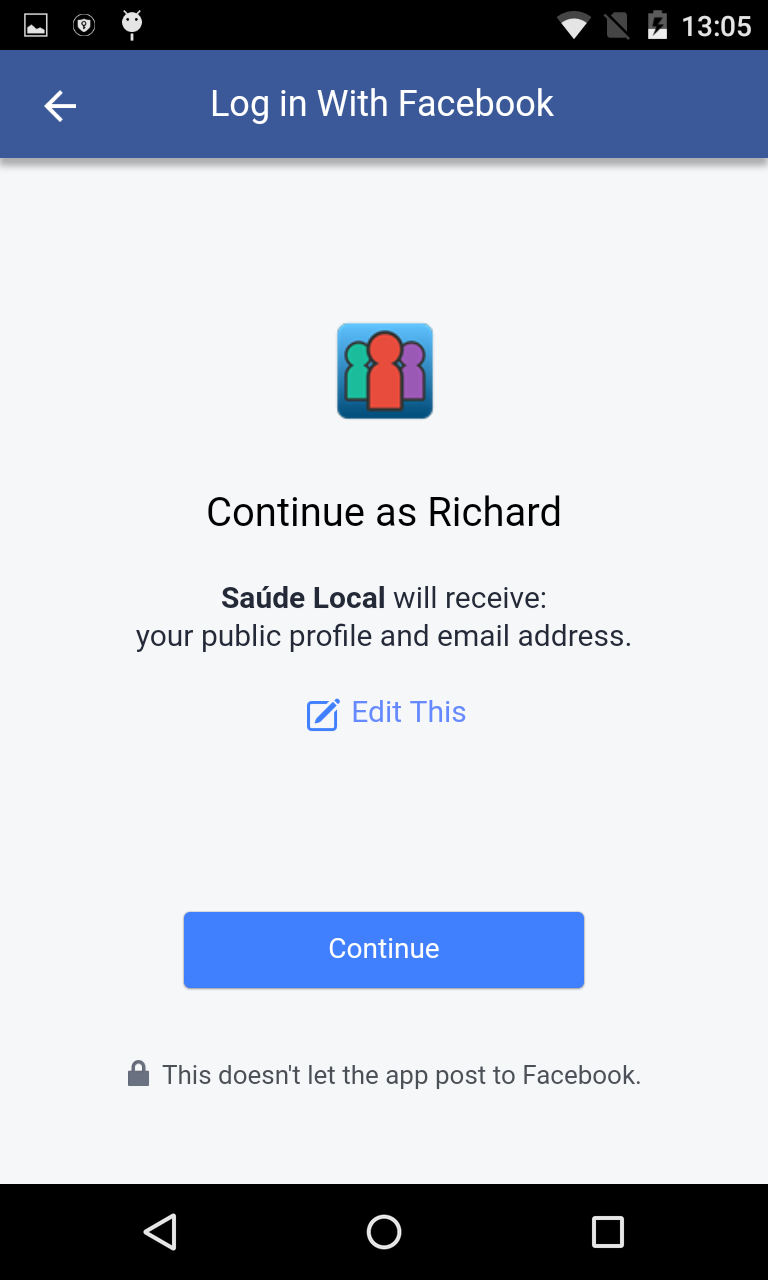 13:05
Log in With Facebook
Continue as Richard
Saúde Local will receive:
your public profile and email address.
Edit This
Continue
This doesn't let the app post to Facebook.